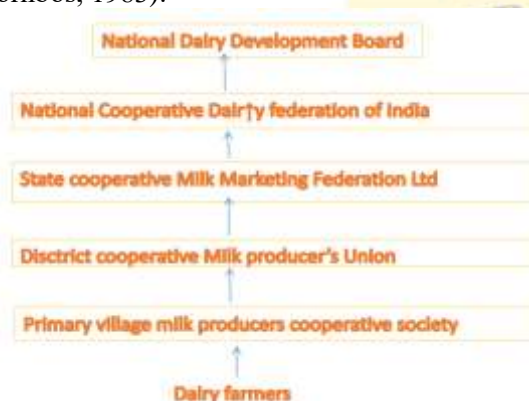 1985).
National Dairy Development Board
National Cooperative Dair†y federation of India
State cooperative Milk Marketing Federation Ltd
Disctrict cooperative Milk producer's Union
Primary village milk producers cooperative society
Dairy farmers